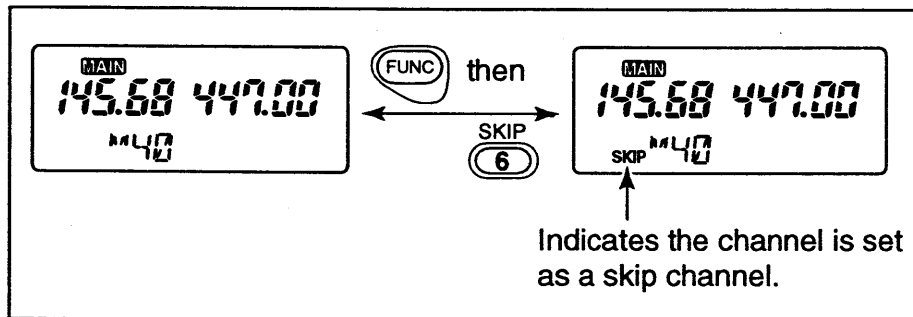 MAIN
145.68 447.00
M40
FUNC then
SKIP
6
MAIN
145.68 447.00
SKIP M40
Indicates the channel is set
as a skip channel.